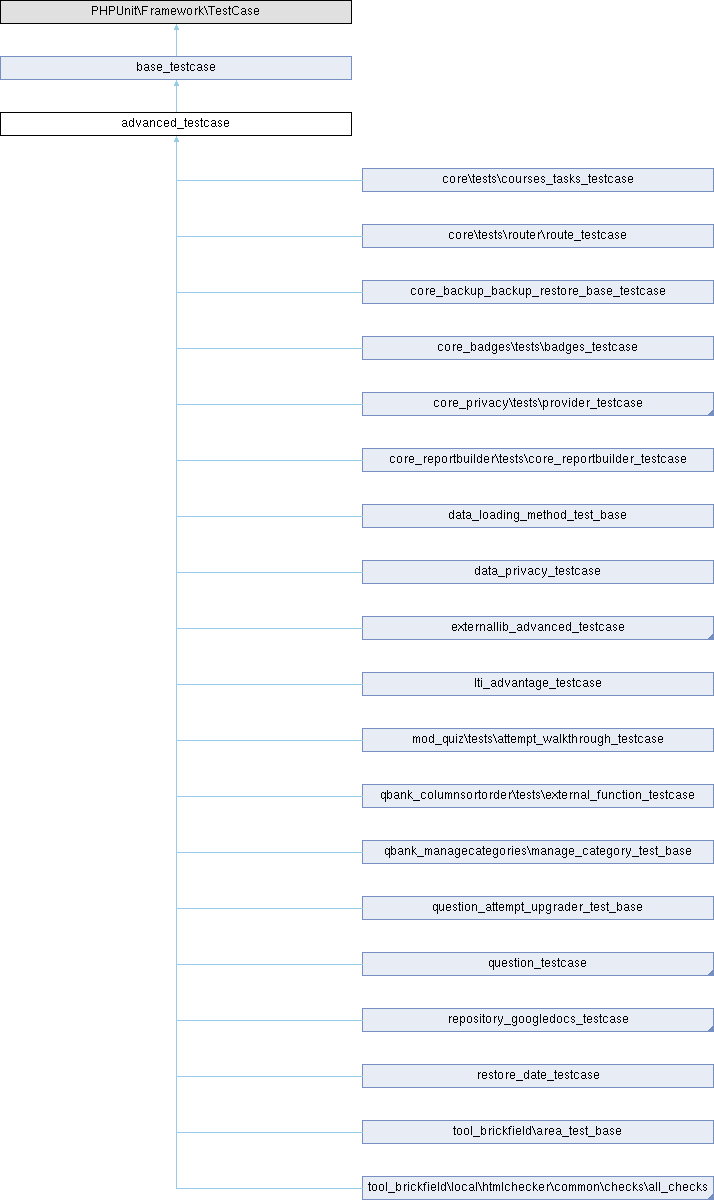 PHPUnit\Framework\TestCase
base_testcase
advanced_testcase
core\tests\courses_tasks_testcase
core\tests\router\route_testcase
core_backup_backup_restore_base_testcase
core_badges\tests\badges_testcase
core_privacy\tests\provider_testcase
core_reportbuilder\tests\core_reportbuilder_testcase
data_loading_method_test_base
data_privacy_testcase
externallib_advanced_testcase
lti_advantage_testcase
mod_quiz\tests\attempt_walkthrough_testcase
qbank_columnsortorder\tests\external_function_testcase
qbank_managecategories\manage_category_test_base
question_attempt_upgrader_test_base
question_testcase
repository_googledocs_testcase
restore_date_testcase
tool_brickfield\area_test_base
tool_brickfield\local\htmlchecker\common\checks\all_checks